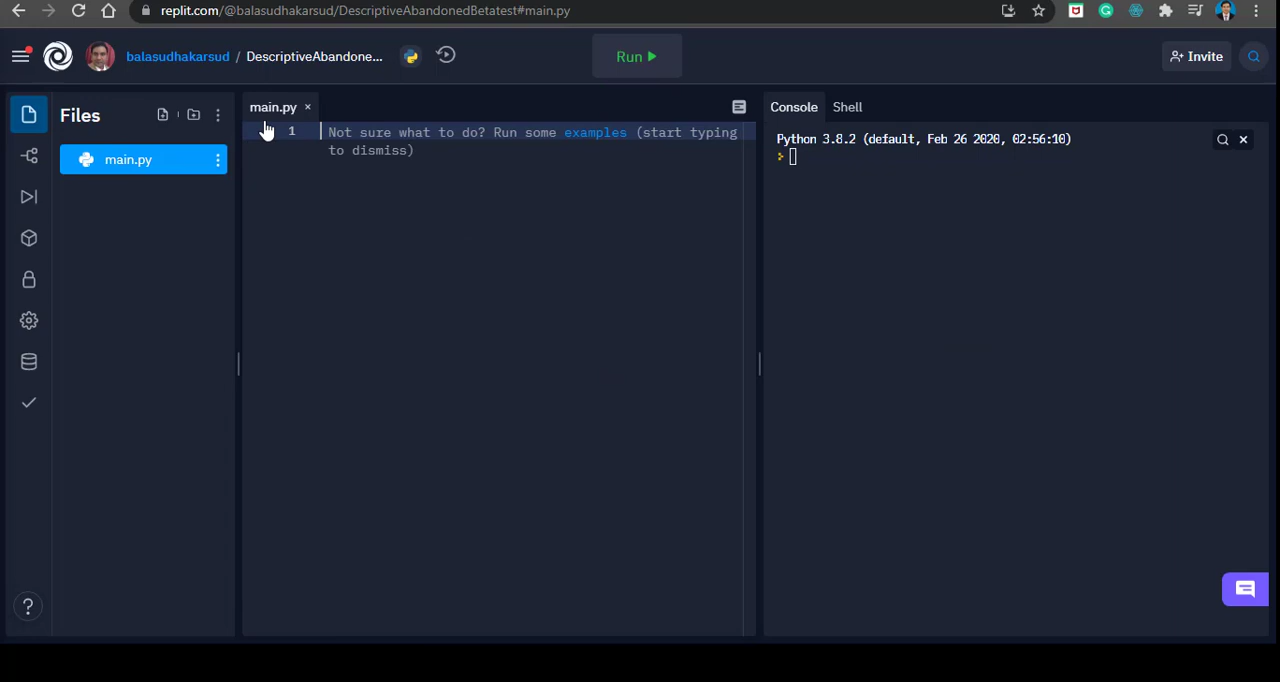 replit.com/@balasudhakarsud/DescriptiveAbandonedBetatest#main.py
balasudhakarsud / DescriptiveAbandone...
Run
Invite
Files
main.py
main.py ×
1
Not sure what to do? Run some examples (start typing
to dismiss)
Console
Shell
Python 3.8.2 (default, Feb 26 2020, 02:56:10)
>
?